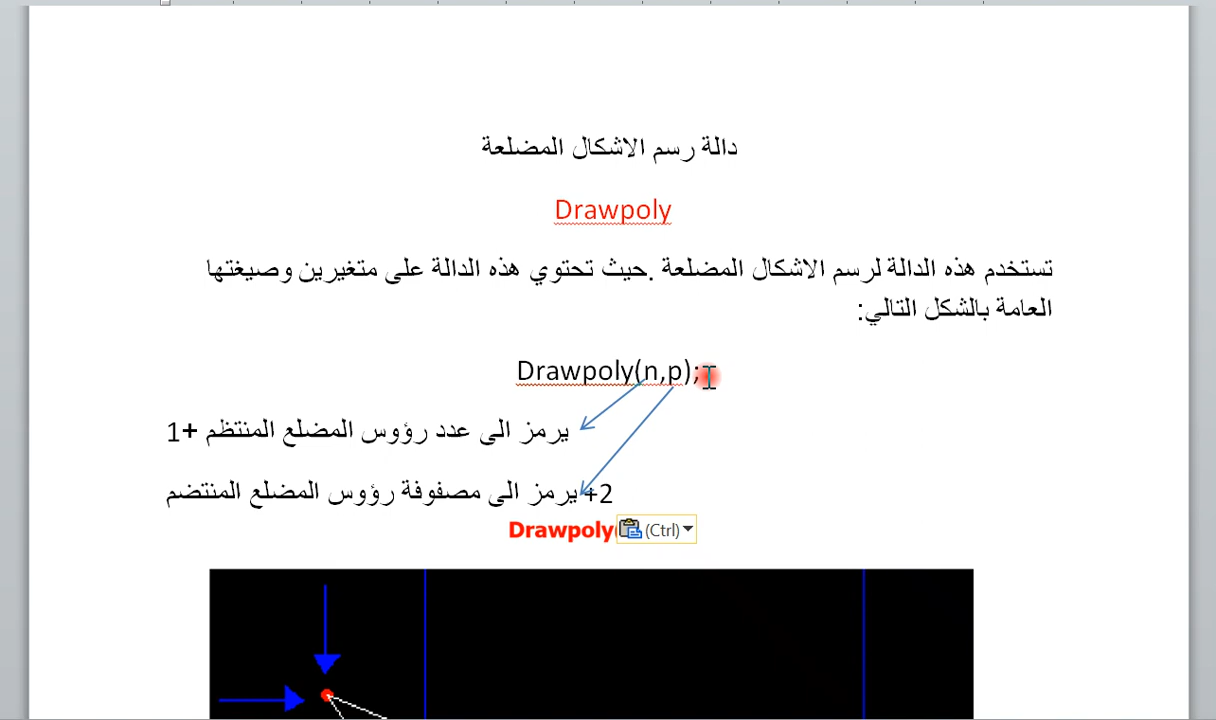 دالة رسم الاشكال المضلعة
Drawpoly
تستخدم هذه الدالة لرسم الاشكال المضلعة .حيث تحتوي هذه الدالة على متغيرين وصيغتها
العامة بالشكل التالي:
Drawpoly(n,p);
يرمز الى عدد رؤوس المضلع المنتظم +1
+2 يرمز الى مصفوفة رؤوس المضلع المنتضم
Drawpoly(
(Ctrl)